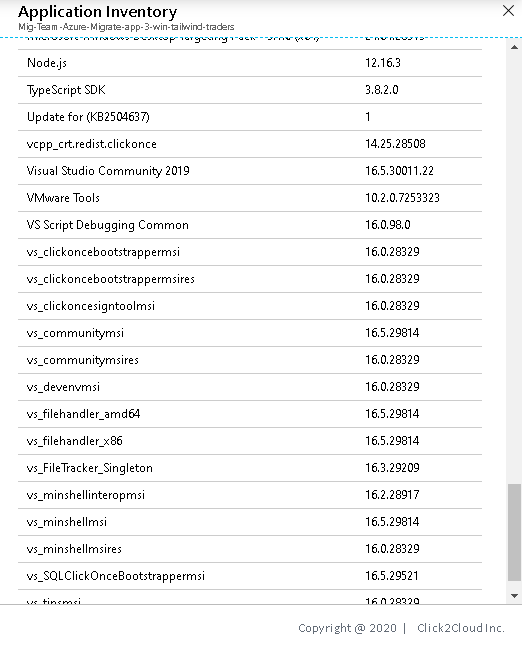 Application Inventory
Mig-Team-Azure-Migrate-app-3-win-tailwind-traders
Node.js 12.16.3
TypeScript SDK 3.8.2.0
Update for (KB2504637) 1
vcpp_crt.redist.clickonce 14.25.28508
Visual Studio Community 2019 16.5.30011.22
VMware Tools 10.2.0.7253323
VS Script Debugging Common 16.0.98.0
vs_clickoncebootstrappermsi 16.0.28329
vs_clickoncebootstrappermsires 16.0.28329
vs_clickoncesigntoolmsi 16.0.28329
vs_communitymsi 16.5.29814
vs_communitymsires 16.0.28329
vs_devenvmsi 16.0.28329
vs_filehandler_amd64 16.5.29814
vs_filehandler_x86 16.5.29814
vs_FileTracker_Singleton 16.3.29209
vs_minshellinteropmsi 16.2.28917
vs_minshellmsi 16.5.29814
vs_minshellmsires 16.0.28329
vs_SQLClickOnceBootstrappermsi 16.5.29521
vs_tipsmsi 16.0.28329
Copyright @ 2020 | Click2Cloud Inc.